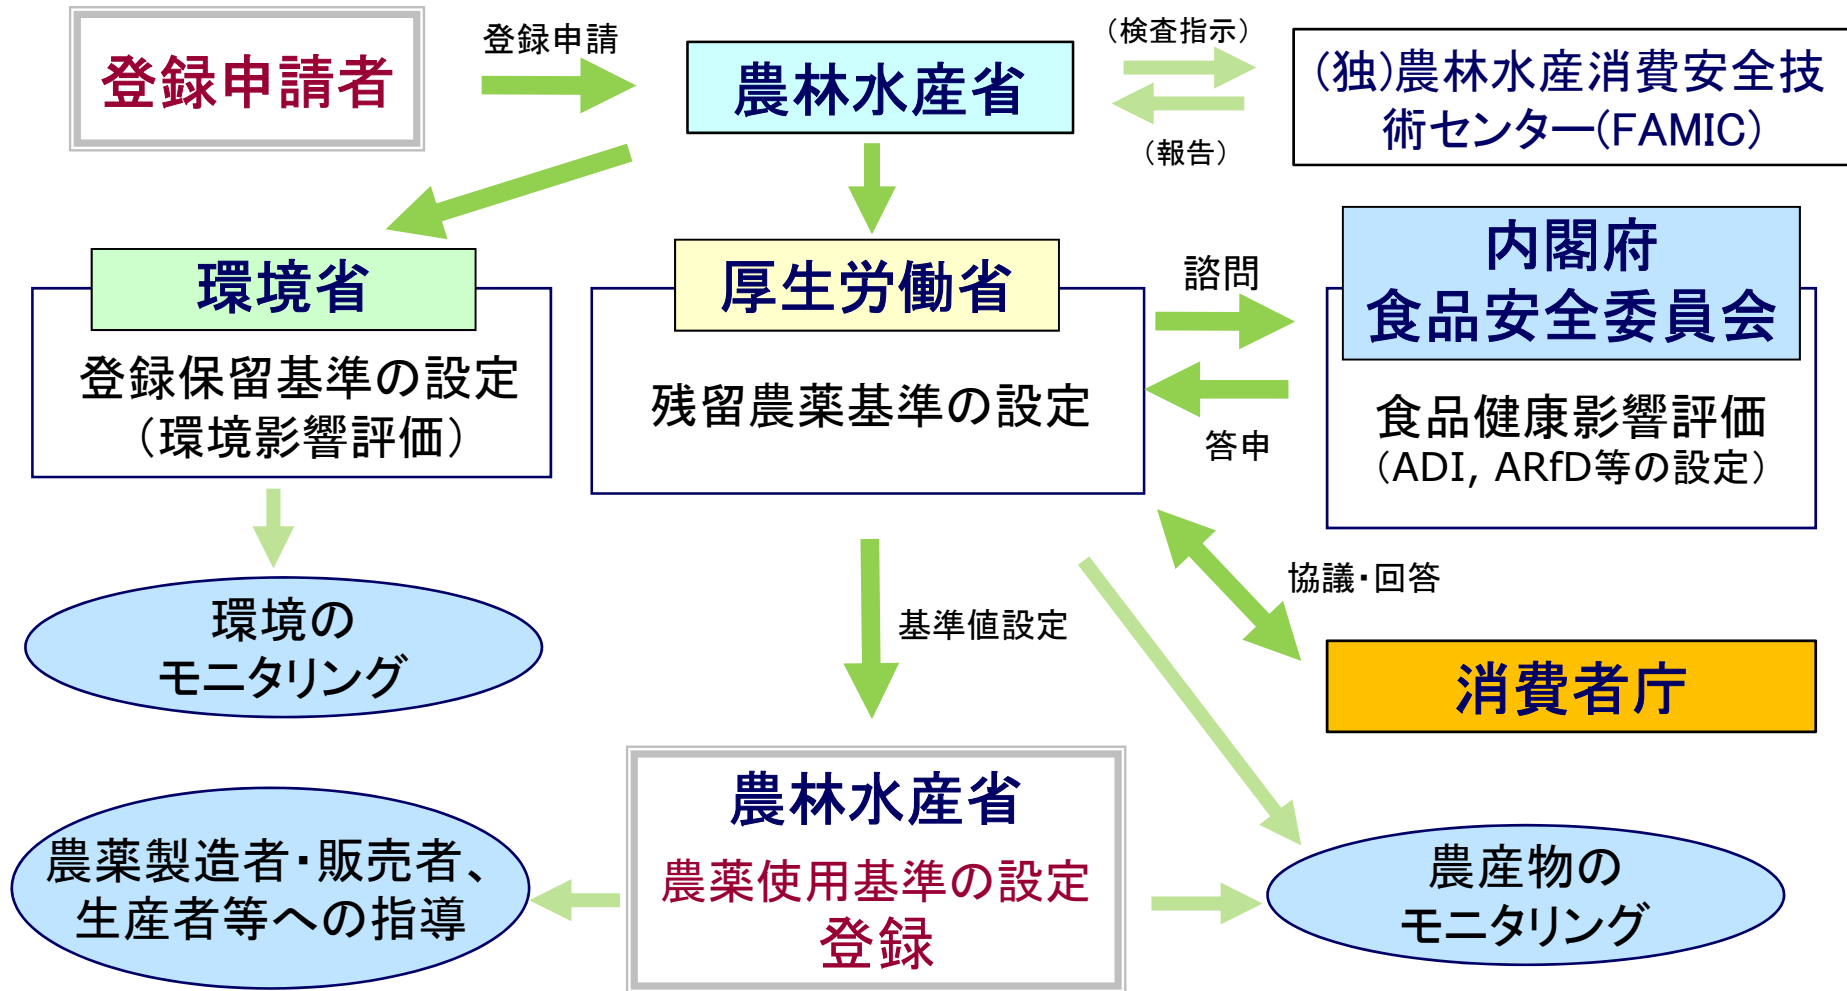 登録申請者
登録申請
農林水産省
(検査指示)
(報告)
(独)農林水産消費安全技
術センター(FAMIC)
環境省
登録保留基準の設定
(環境影響評価)
厚生労働省
残留農薬基準の設定
諮問
答申
内閣府
食品安全委員会
食品健康影響評価
(ADI, ARfD等の設定)
協議・回答
消費者庁
環境の
モニタリング
基準値設定
農林水産省
農薬使用基準の設定
登録
農薬製造者・販売者、
生産者等への指導
農産物の
モニタリング